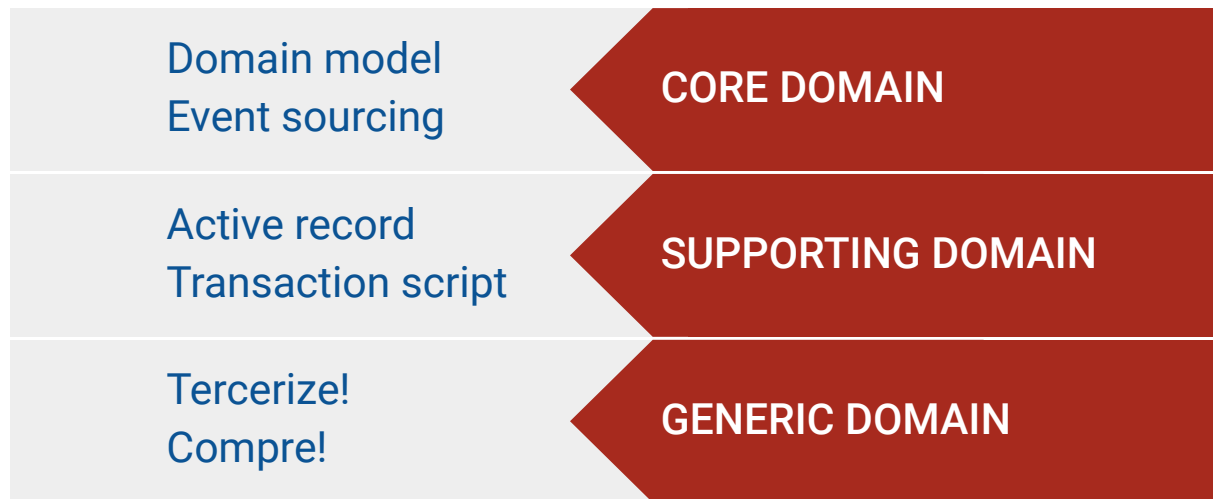 Domain model
Event sourcing
CORE DOMAIN
Active record
Transaction script
SUPPORTING DOMAIN
Tercerize!
Compre!
GENERIC DOMAIN